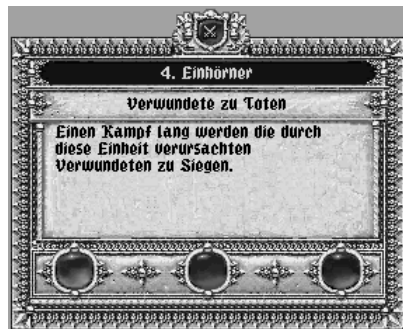 4. Einhörner
Verwundete zu Toten
Einen Kampf lang werden die durch
diese Einheit verursachten
Verwundeten zu Siegen.